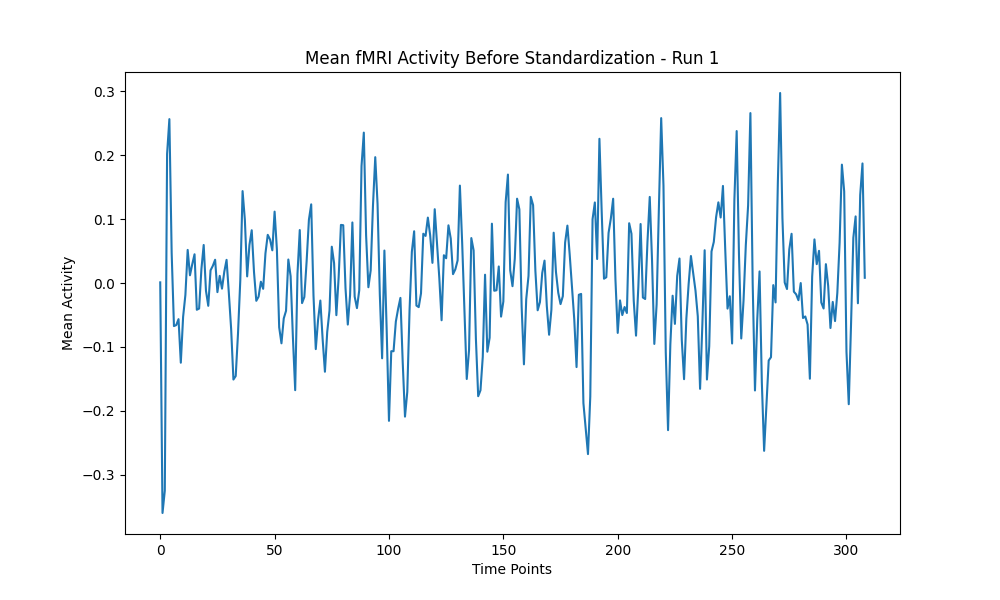 Mean fMRI Activity Before Standardization - Run 1
Mean Activity
0.3
0.2
0.1
0.0
−0.1
−0.2
−0.3
0 50 100 150 200 250 300
Time Points